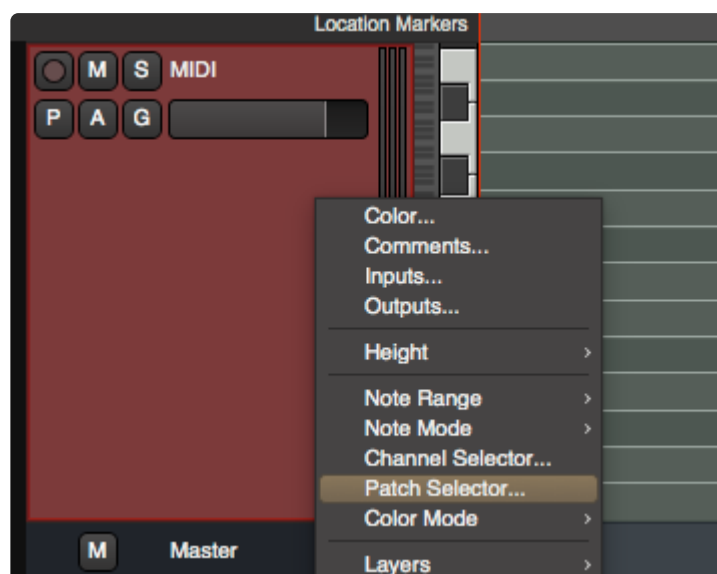 Location Markers
M S MIDI
P A G
Color...
Comments...
Inputs...
Outputs...
Height
Note Range
Note Mode
Channel Selector...
Patch Selector...
Color Mode
M Master
Layers